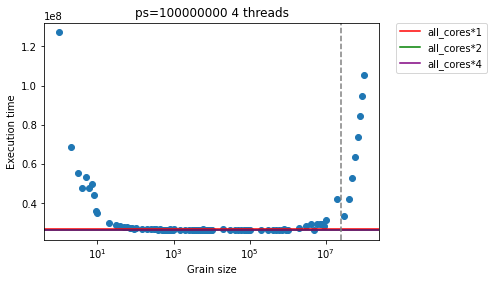 ps=100000000 4 threads
1e8
1.2
1.0
0.8
0.6
0.4
Execution time
10¹
10³
10⁵
10⁷
Grain size
all_cores*1
all_cores*2
all_cores*4